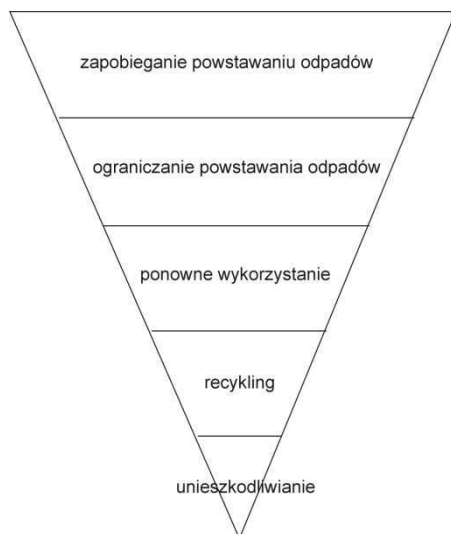 zapobieganie powstawaniu odpadów
ograniczanie powstawania odpadów
ponowne wykorzystanie
recykling
unieszkodliwianie